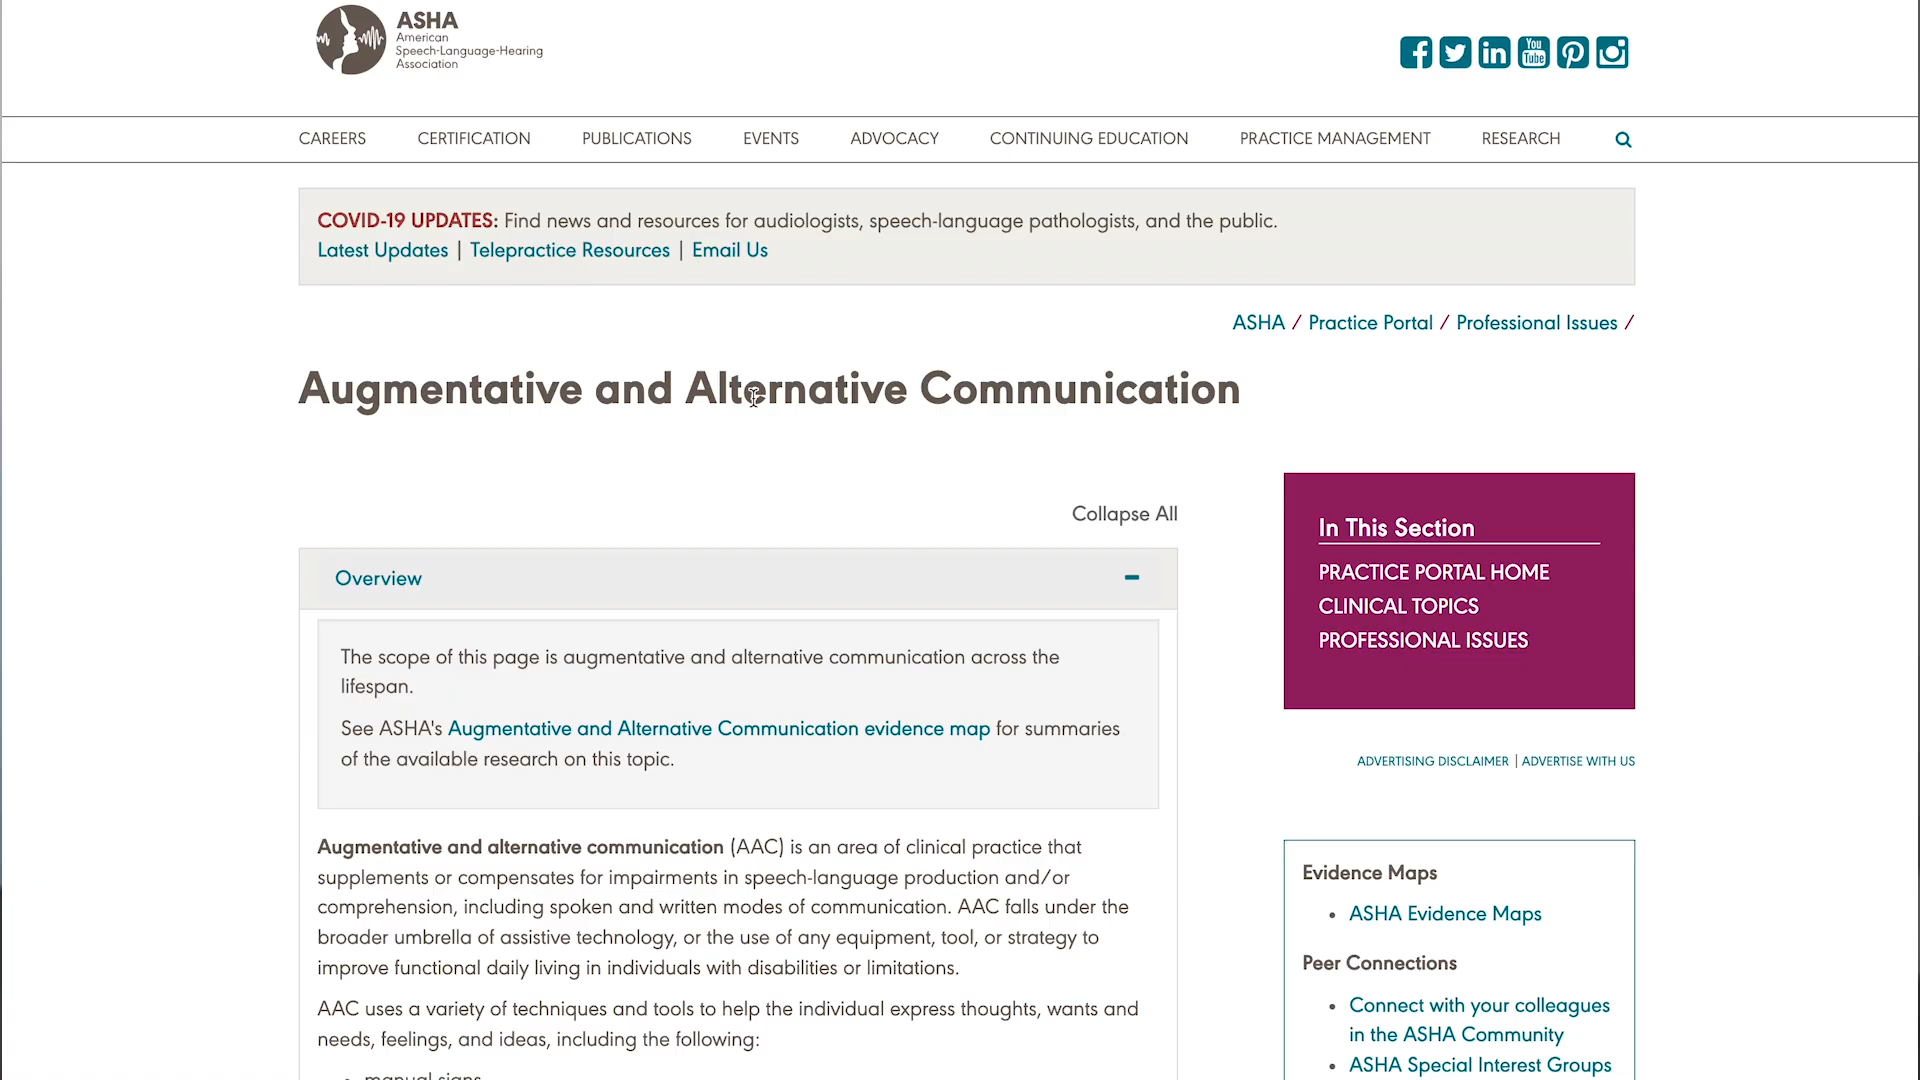 ASHA
American
Speech-Language-Hearing
Association
You
Tube
CAREERS CERTIFICATION PUBLICATIONS EVENTS ADVOCACY CONTINUING EDUCATION PRACTICE MANAGEMENT RESEARCH
COVID-19 UPDATES: Find news and resources for audiologists, speech-language pathologists, and the public.
Latest Updates | Telepractice Resources | Email Us
ASHA / Practice Portal / Professional Issues /
Augmentative and Alternative Communication
Collapse All
Overview
The scope of this page is augmentative and alternative communication across the
lifespan.
See ASHA's Augmentative and Alternative Communication evidence map for summaries
of the available research on this topic.
Augmentative and alternative communication (AAC) is an area of clinical practice that
supplements or compensates for impairments in speech-language production and/or
comprehension, including spoken and written modes of communication. AAC falls under the
broader umbrella of assistive technology, or the use of any equipment, tool, or strategy to
improve functional daily living in individuals with disabilities or limitations.
AAC uses a variety of techniques and tools to help the individual express thoughts, wants and
needs, feelings, and ideas, including the following:
• manual signs
In This Section
PRACTICE PORTAL HOME
CLINICAL TOPICS
PROFESSIONAL ISSUES
ADVERTISING DISCLAIMER | ADVERTISE WITH US
Evidence Maps
• ASHA Evidence Maps
Peer Connections
• Connect with your colleagues
in the ASHA Community
• ASHA Special Interest Groups